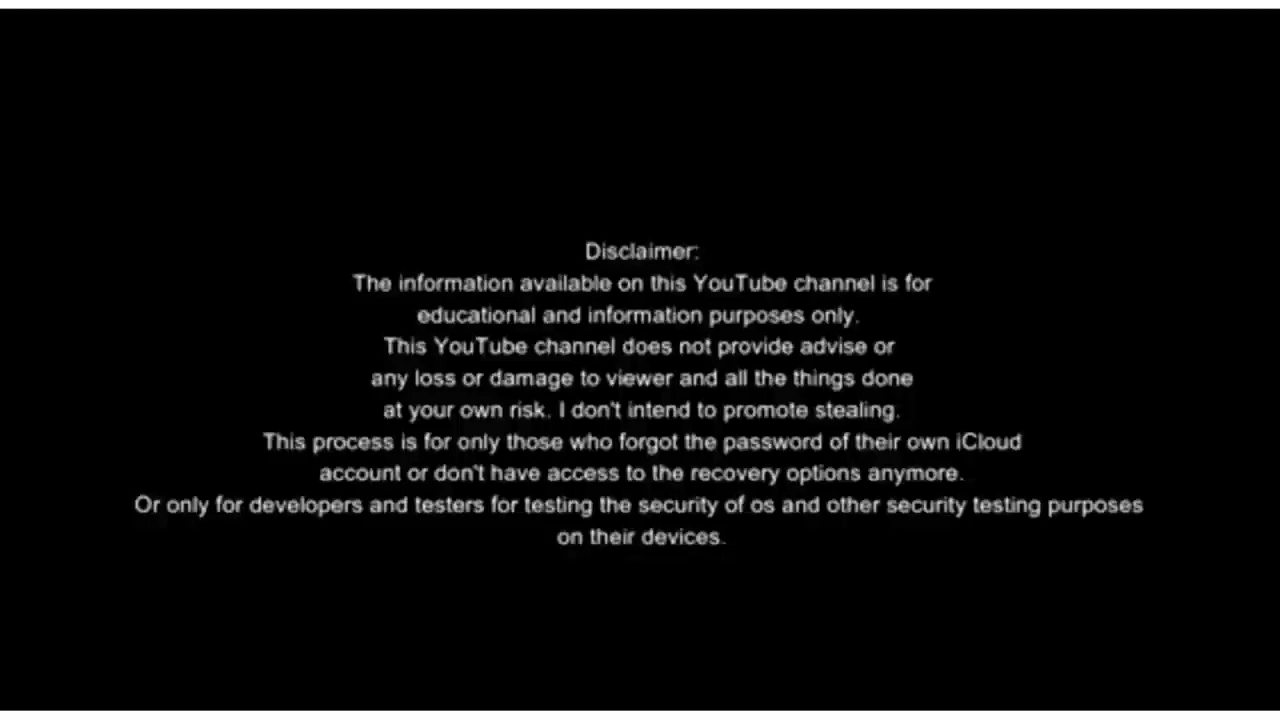 Disclaimer:
The information available on this YouTube channel is for
educational and information purposes only.
This YouTube channel does not provide advise or
any loss or damage to viewer and all the things done
at your own risk. I don't intend to promote stealing.
This process is for only those who forgot the password of their own iCloud
account or don't have access to the recovery options anymore.
Or only for developers and testers for testing the security of os and other security testing purposes
on their devices.